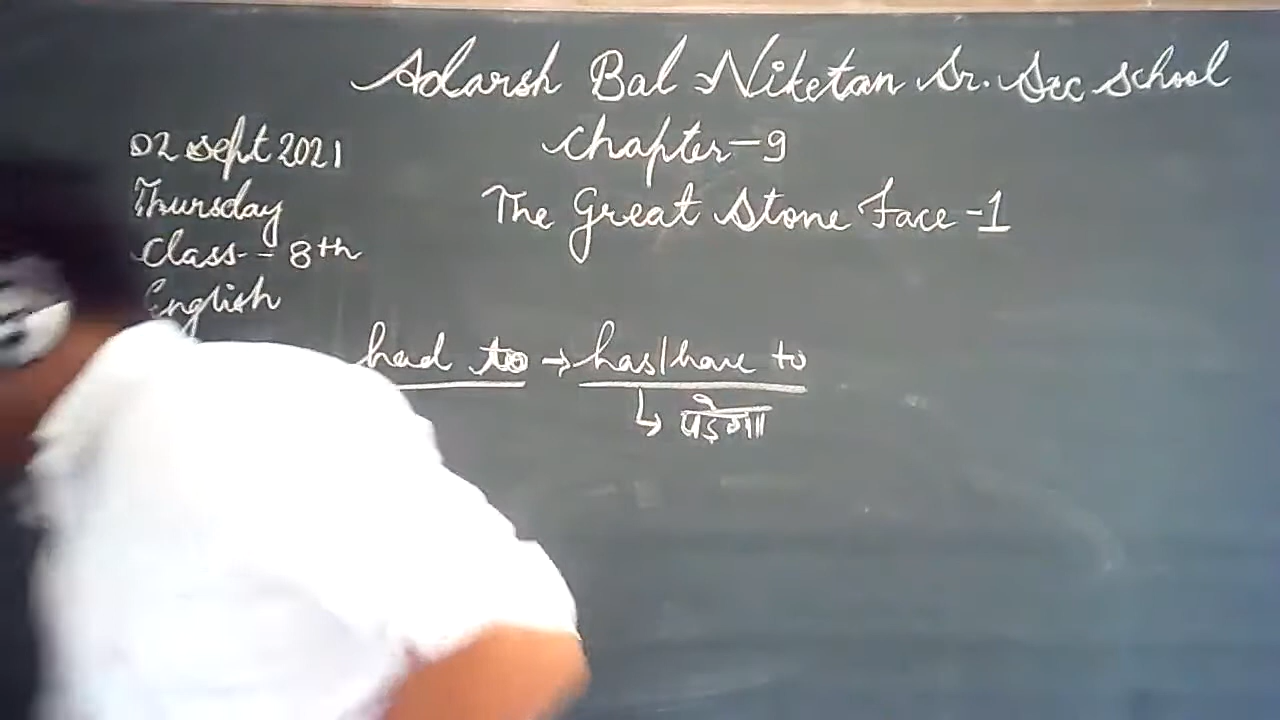 Adarsh Bal Niketan Sr. Sec School
02 Sept 2021
Chapter-9
Thursday
The Great Stone Face-1
Class-- 8th
English
had to → has/have to
↳ पड़ेगा